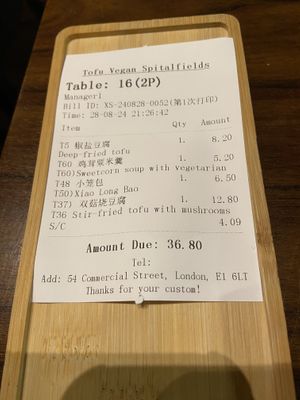 Tofu Vegan Spitalfields
Table: 16(2P)
Manager1
Bill ID: XS-240828-0052(第1次打印)
Time: 28-08-24 21:26:42
Item Qty Amount
T5 椒盐豆腐 1. 8.20
Deep-fried tofu
T60 鸡茸粟米羹 1. 5.20
T60)Sweetcorn soup with vegetarian
T48 小笼包 1. 6.50
T50)Xiao Long Bao
T37) 双菇烧豆腐 1. 12.80
T36 Stir-fried tofu with mushrooms
S/C 4.09
Amount Due: 36.80
Tel:
Add: 54 Commercial Street, London, E1 6LT
Thanks for your custom!